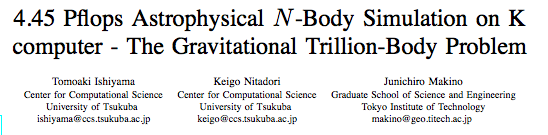 4.45 Pflops Astrophysical N-Body Simulation on K
computer - The Gravitational Trillion-Body Problem
Tomoaki Ishiyama
Center for Computational Science
University of Tsukuba
ishiyama@ccs.tsukuba.ac.jp
Keigo Nitadori
Center for Computational Science
University of Tsukuba
keigo@ccs.tsukuba.ac.jp
Junichiro Makino
Graduate School of Science and Engineering
Tokyo Institute of Technology
makino@geo.titech.ac.jp